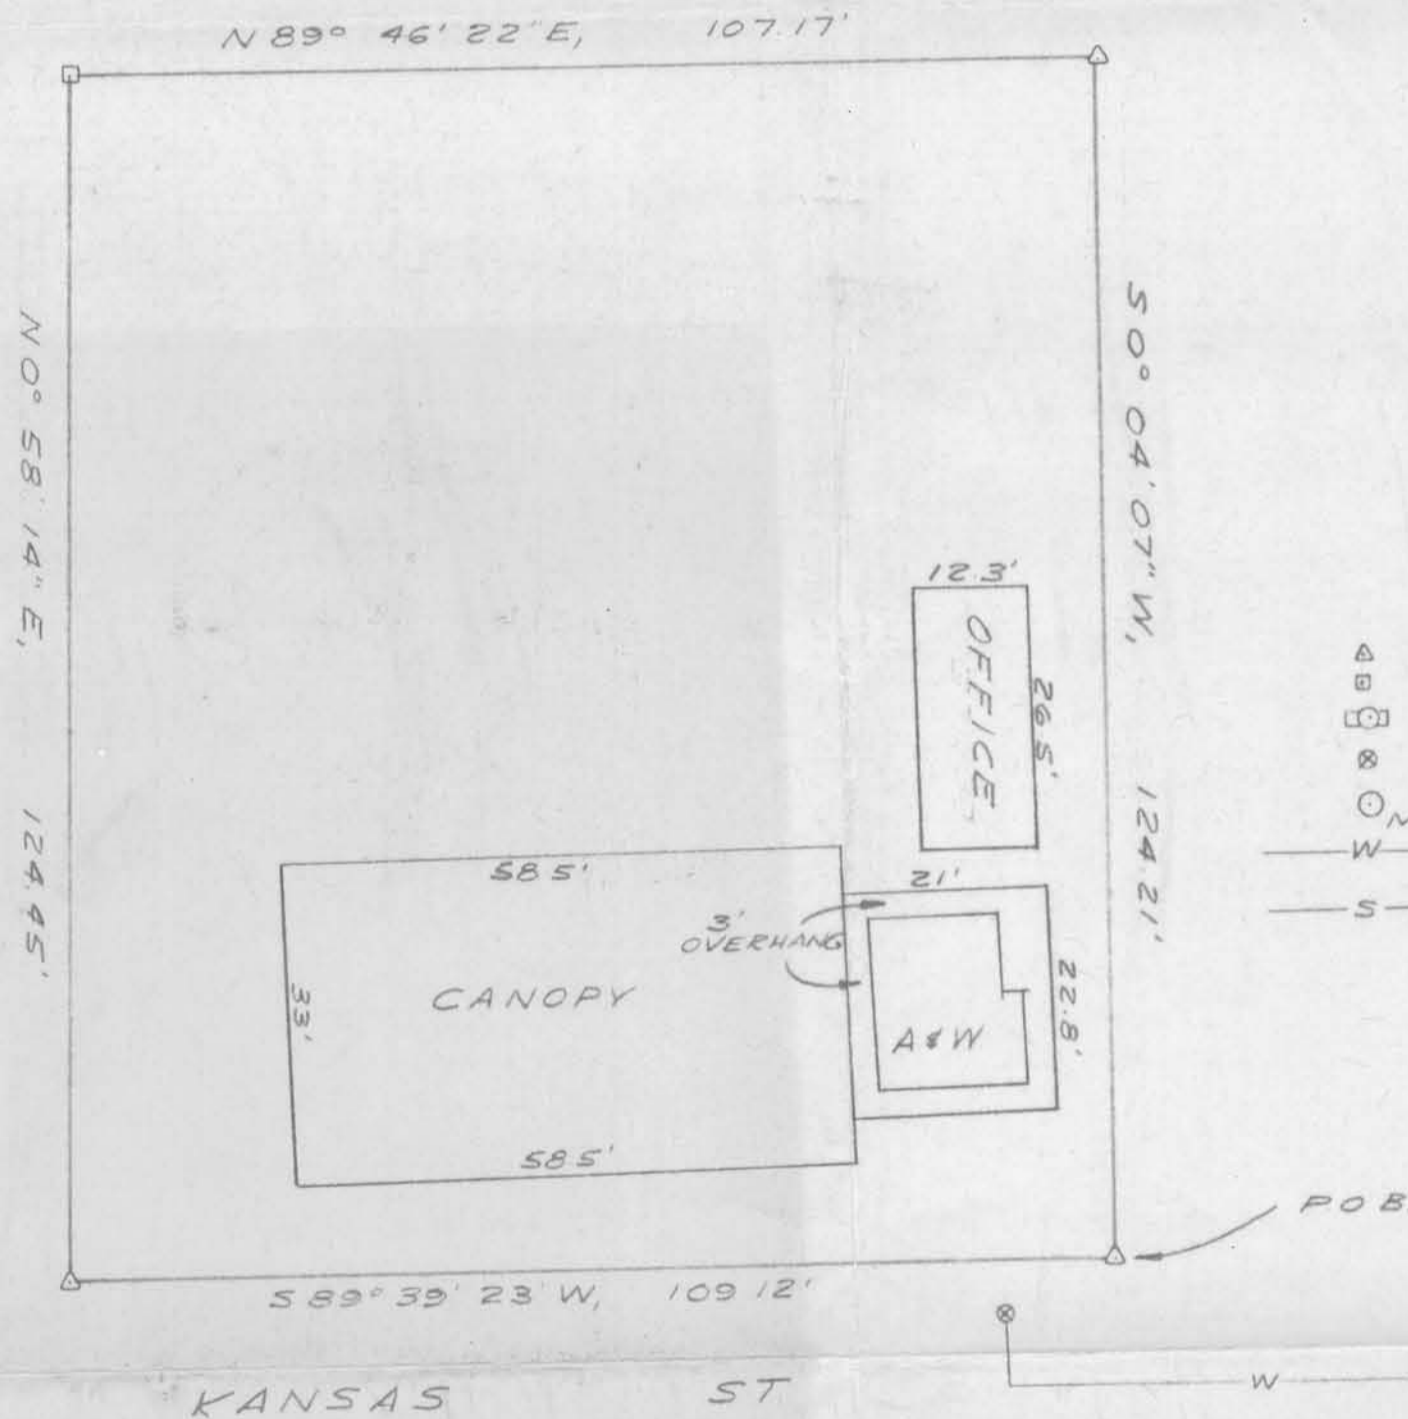 N 89° 46' 22" E, 107.17'
N 0° 58' 14" E, 124.45'
S 0° 04' 07" W, 124.21'
12.3'
OFFICE
26.5'
58.5'
21'
3'
OVERHANG
33'
CANOPY
A & W
22.8'
58.5'
W
S
P O B
S 89° 39' 23" W, 109.12'
KANSAS ST
W